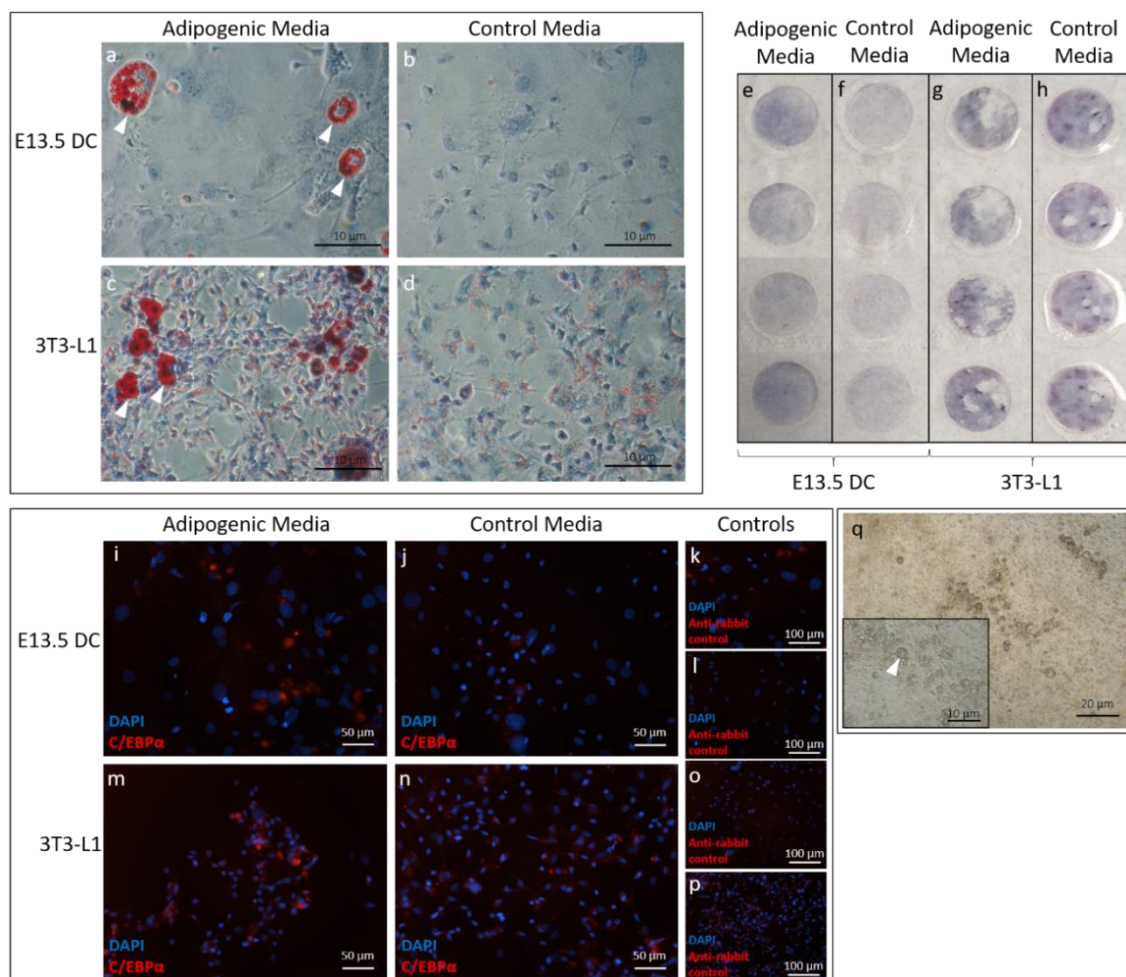 Adipogenic Media
Control Media
a
b
E13.5 DC
10 µm
10 µm
c
d
3T3-L1
10 µm
10 µm
Adipogenic Media
Control Media
Adipogenic Media
Control Media
e
f
g
h
E13.5 DC
3T3-L1
Adipogenic Media
Control Media
Controls
i
j
E13.5 DC
DAPI
C/EBPα
50 µm
DAPI
C/EBPα
50 µm
k
DAPI
Anti-rabbit
control
100 µm
l
DAPI
Anti-rabbit
control
100 µm
m
n
3T3-L1
DAPI
C/EBPα
50 µm
DAPI
C/EBPα
50 µm
o
DAPI
Anti-rabbit
control
100 µm
p
DAPI
Anti-rabbit
control
100 µm
q
10 µm
20 µm